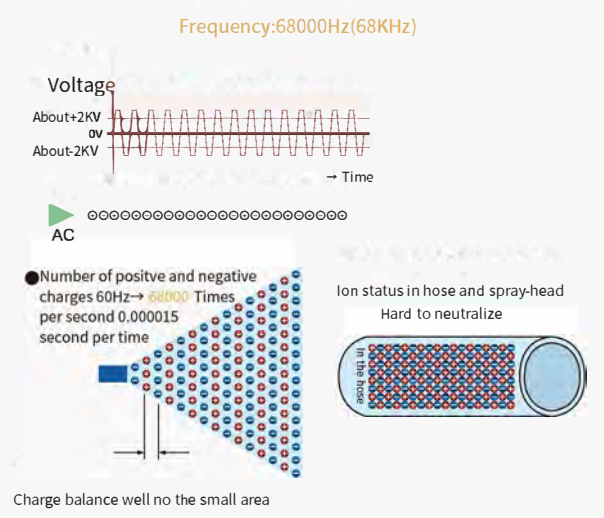 Frequency:68000Hz(68KHz)
Voltage
About+2KV
0V
About-2KV
→ Time
AC
Number of positve and negative
charges 60Hz→ 68000 Times
per second 0.000015
second per time
Ion status in hose and spray-head
Hard to neutralize
In the hose
Charge balance well no the small area